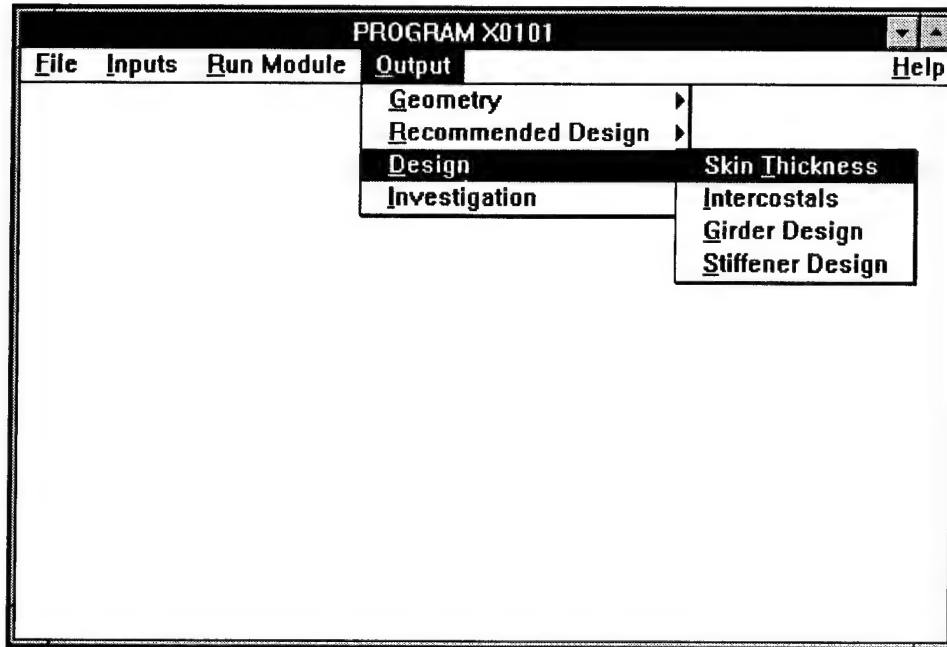 PROGRAM X0101
File Inputs Run Module Output Help
Geometry
Recommended Design
Design Skin Thickness
Investigation Intercostals
Girder Design
Stiffener Design